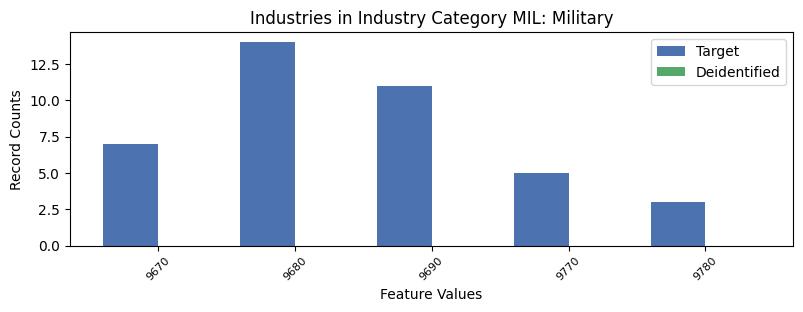 Industries in Industry Category MIL: Military
Target
Deidentified
Record Counts
12.5
10.0
7.5
5.0
2.5
0.0
9670
9680
9690
9770
9780
Feature Values